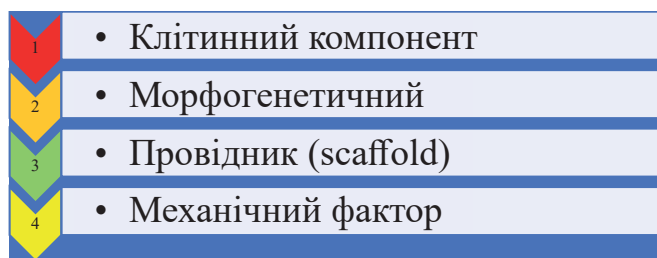 1 • Клітинний компонент
2 • Морфогенетичний
3 • Провідник (scaffold)
4 • Механічний фактор